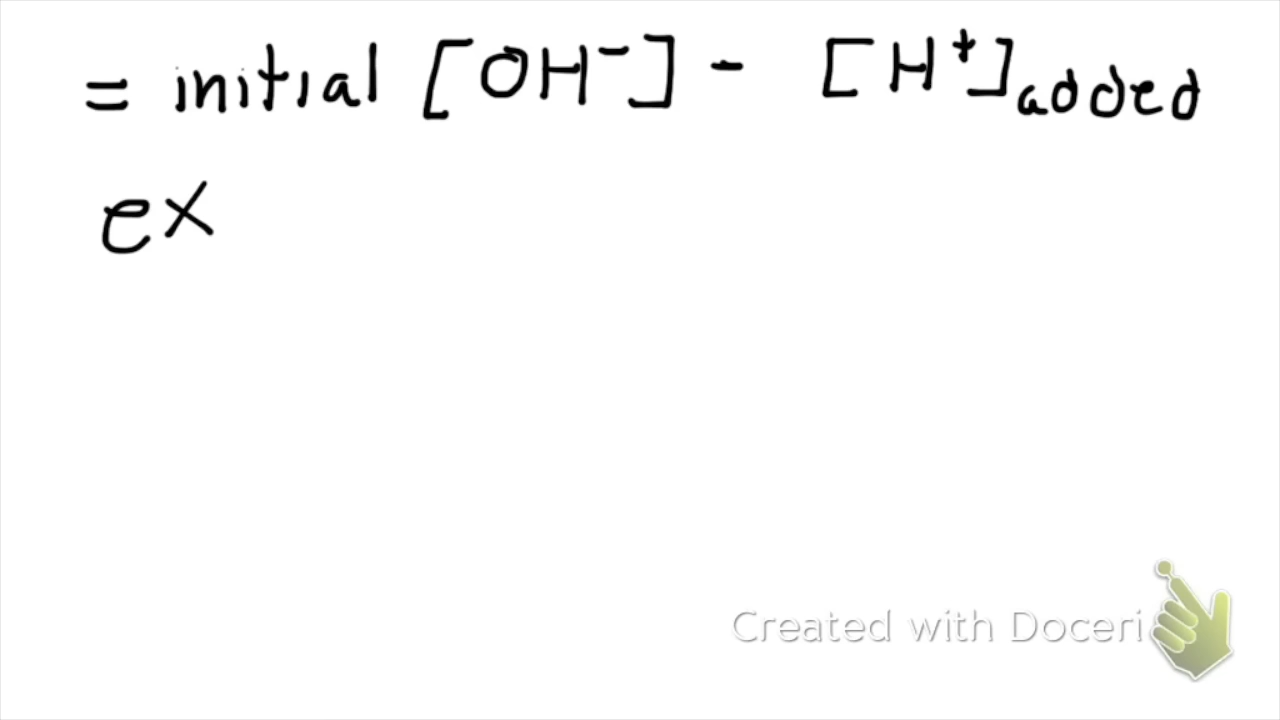 = initial [OH⁻] - [H⁺]added
ex
Created with Doceri